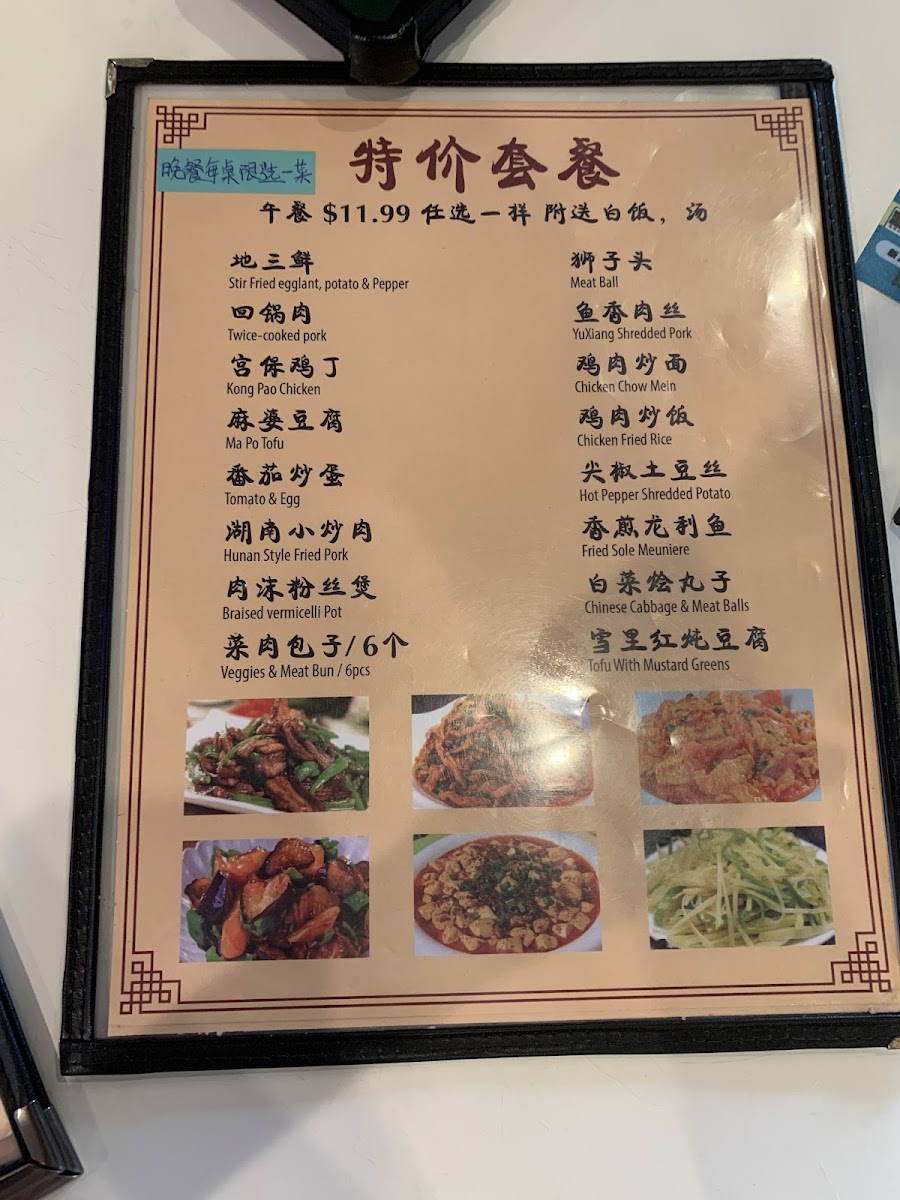 特价套餐
晚餐每桌限选一菜
午餐 $11.99 任选一样 附送白饭，汤
地三鲜
Stir Fried egglant, potato & Pepper
回锅肉
Twice-cooked pork
宫保鸡丁
Kong Pao Chicken
麻婆豆腐
Ma Po Tofu
番茄炒蛋
Tomato & Egg
湖南小炒肉
Hunan Style Fried Pork
肉沫粉丝煲
Braised vermicelli Pot
菜肉包子/6个
Veggies & Meat Bun / 6pcs
狮子头
Meat Ball
鱼香肉丝
YuXiang Shredded Pork
鸡肉炒面
Chicken Chow Mein
鸡肉炒饭
Chicken Fried Rice
尖椒土豆丝
Hot Pepper Shredded Potato
香煎龙利鱼
Fried Sole Meuniere
白菜烩丸子
Chinese Cabbage & Meat Balls
雪里红炖豆腐
Tofu With Mustard Greens